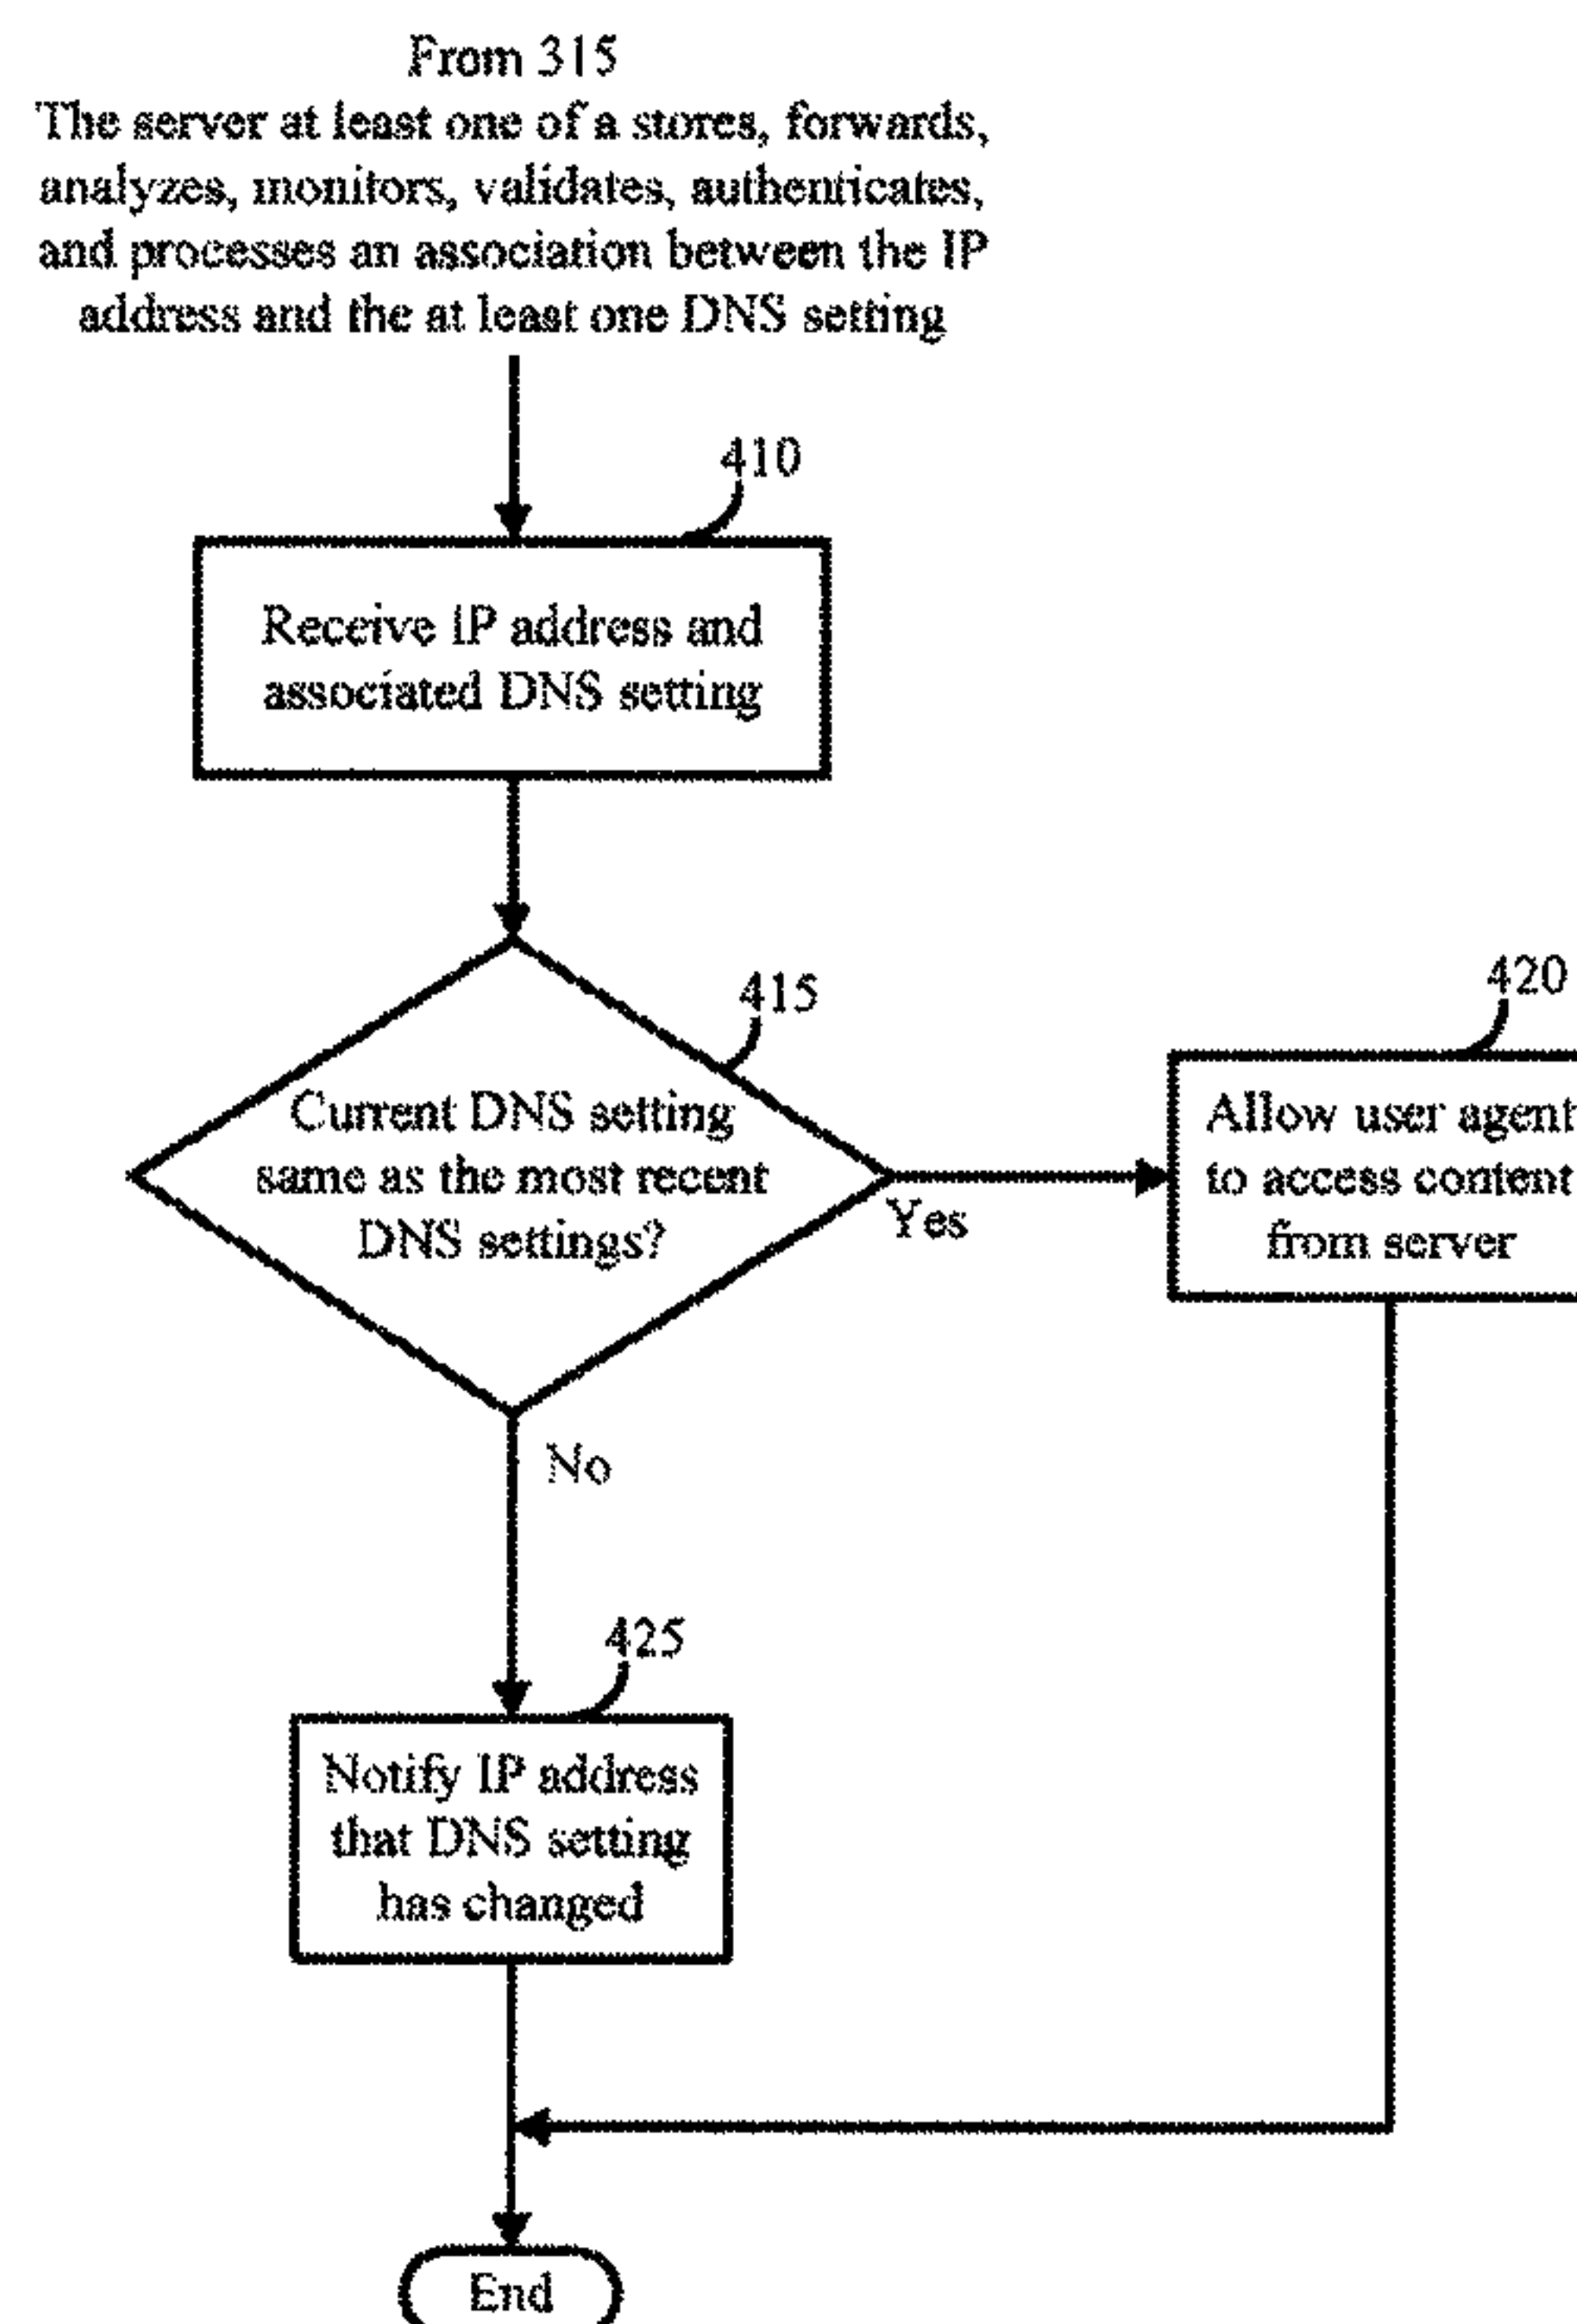 From 315
The server at least one of a stores, forwards,
analyzes, monitors, validates, authenticates,
and processes an association between the IP
address and the at least one DNS setting
410
Receive IP address and
associated DNS setting
415
Current DNS setting
same as the most recent
DNS settings?
Yes
420
Allow user agent
to access content
from server
No
425
Notify IP address
that DNS setting
has changed
End